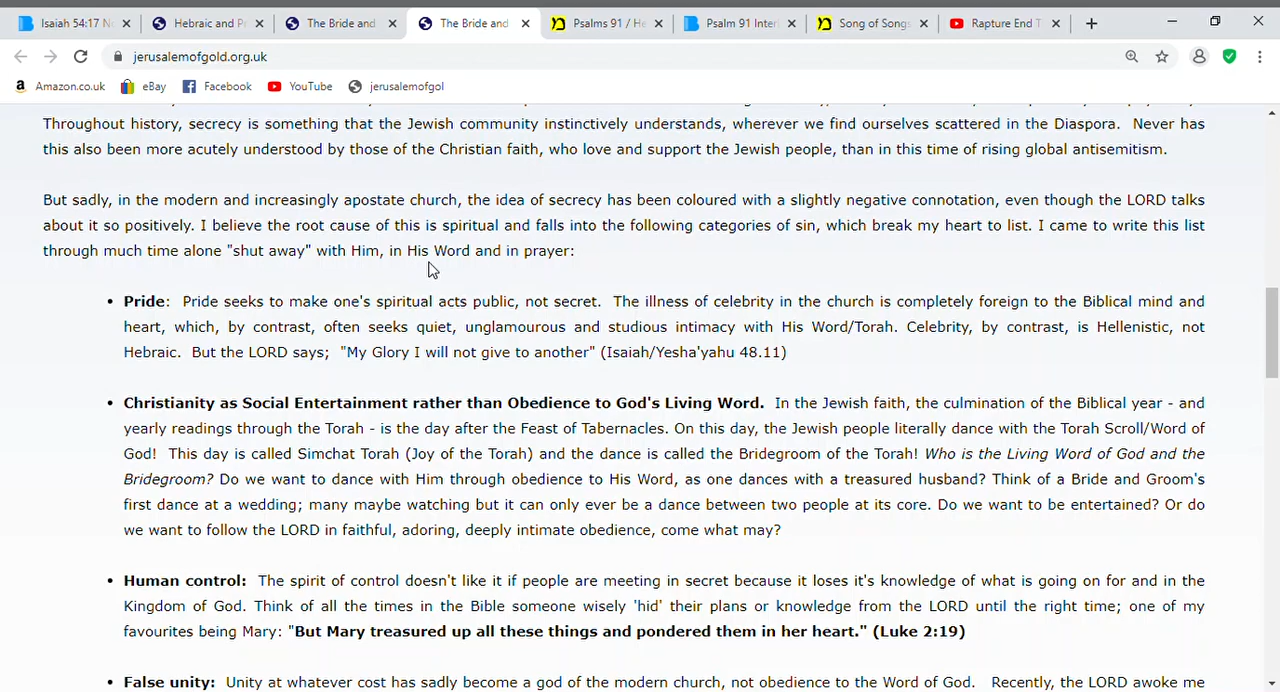 Isaiah 54:17 N
Hebraic and P
The Bride and
The Bride and
Psalms 91 / He
Psalm 91 Inter
Song of Songs
Rapture End T
jerusalemofgold.org.uk
Amazon.co.uk
eBay
Facebook
YouTube
jerusalemofgol
Throughout history, secrecy is something that the Jewish community instinctively understands, wherever we find ourselves scattered in the Diaspora. Never has
this also been more acutely understood by those of the Christian faith, who love and support the Jewish people, than in this time of rising global antisemitism.
But sadly, in the modern and increasingly apostate church, the idea of secrecy has been coloured with a slightly negative connotation, even though the LORD talks
about it so positively. I believe the root cause of this is spiritual and falls into the following categories of sin, which break my heart to list. I came to write this list
through much time alone "shut away" with Him, in His Word and in prayer:
• Pride: Pride seeks to make one's spiritual acts public, not secret. The illness of celebrity in the church is completely foreign to the Biblical mind and
heart, which, by contrast, often seeks quiet, unglamourous and studious intimacy with His Word/Torah. Celebrity, by contrast, is Hellenistic, not
Hebraic. But the LORD says; "My Glory I will not give to another" (Isaiah/Yesha'yahu 48.11)
• Christianity as Social Entertainment rather than Obedience to God's Living Word. In the Jewish faith, the culmination of the Biblical year - and
yearly readings through the Torah - is the day after the Feast of Tabernacles. On this day, the Jewish people literally dance with the Torah Scroll/Word of
God! This day is called Simchat Torah (Joy of the Torah) and the dance is called the Bridegroom of the Torah! Who is the Living Word of God and the
Bridegroom? Do we want to dance with Him through obedience to His Word, as one dances with a treasured husband? Think of a Bride and Groom's
first dance at a wedding; many maybe watching but it can only ever be a dance between two people at its core. Do we want to be entertained? Or do
we want to follow the LORD in faithful, adoring, deeply intimate obedience, come what may?
• Human control: The spirit of control doesn't like it if people are meeting in secret because it loses it's knowledge of what is going on for and in the
Kingdom of God. Think of all the times in the Bible someone wisely 'hid' their plans or knowledge from the LORD until the right time; one of my
favourites being Mary: "But Mary treasured up all these things and pondered them in her heart." (Luke 2:19)
• False unity: Unity at whatever cost has sadly become a god of the modern church, not obedience to the Word of God. Recently, the LORD awoke me